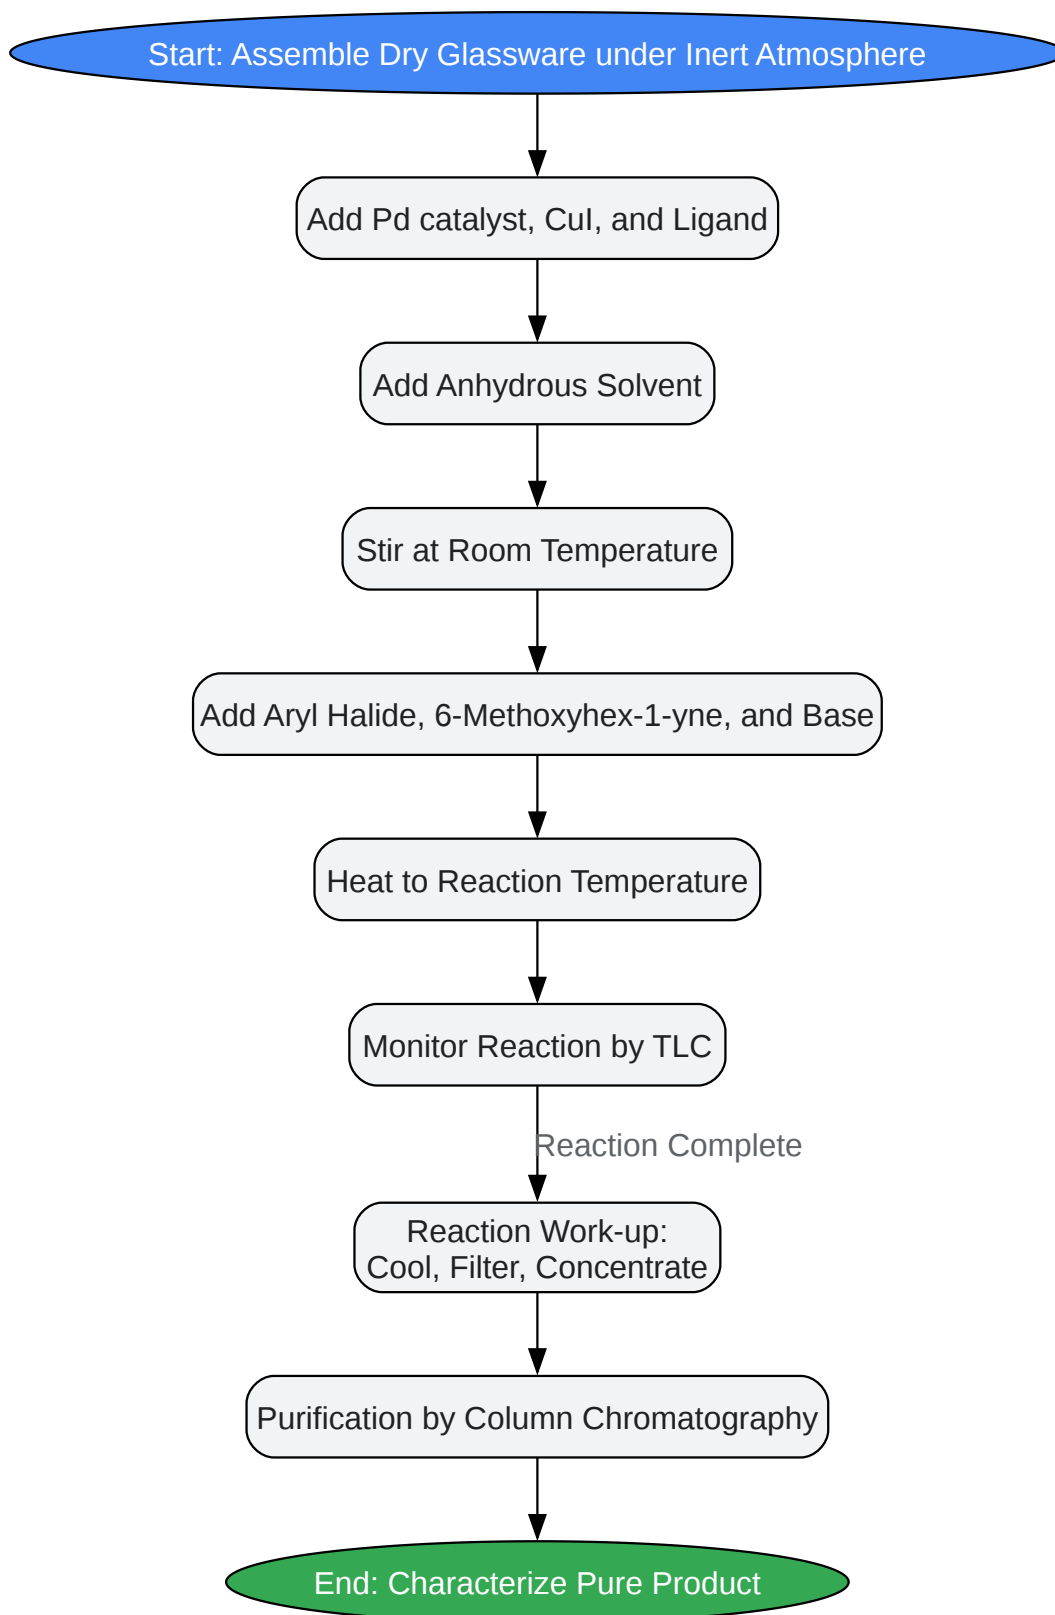 Start: Assemble Dry Glassware under Inert Atmosphere
Add Pd catalyst, CuI, and Ligand
Add Anhydrous Solvent
Stir at Room Temperature
Add Aryl Halide, 6-Methoxyhex-1-yne, and Base
Heat to Reaction Temperature
Monitor Reaction by TLC
Reaction Complete
Reaction Work-up:
Cool, Filter, Concentrate
Purification by Column Chromatography
End: Characterize Pure Product